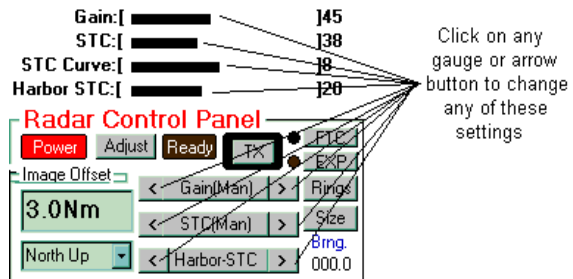 Gain:[ ]45
STC:[ ]38
STC Curve:[ ]8
Harbor STC:[ ]20
Click on any
gauge or arrow
button to change
any of these
settings
Radar Control Panel
Power Adjust Ready TX FTC
EXP
Image Offset
3.0Nm
North Up
< Gain(Man) > Rings
< STC(Man) > Size
< Harbor-STC > Brng.
000.0